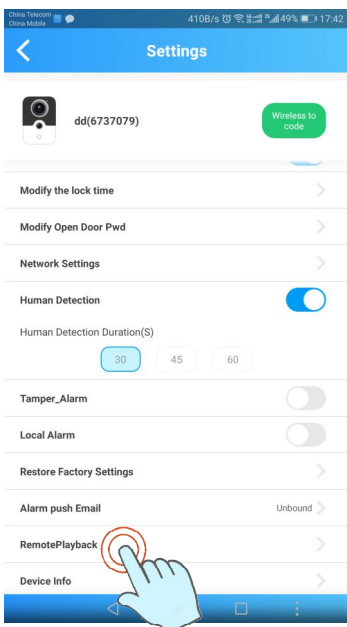 China Telecom
China Mobile
410B/s 49% 17:42
Settings
dd(6737079)
Wireless to
code
Modify the lock time
Modify Open Door Pwd
Network Settings
Human Detection
Human Detection Duration(S)
30 45 60
Tamper_Alarm
Local Alarm
Restore Factory Settings
Alarm push Email Unbound
RemotePlayback
Device Info